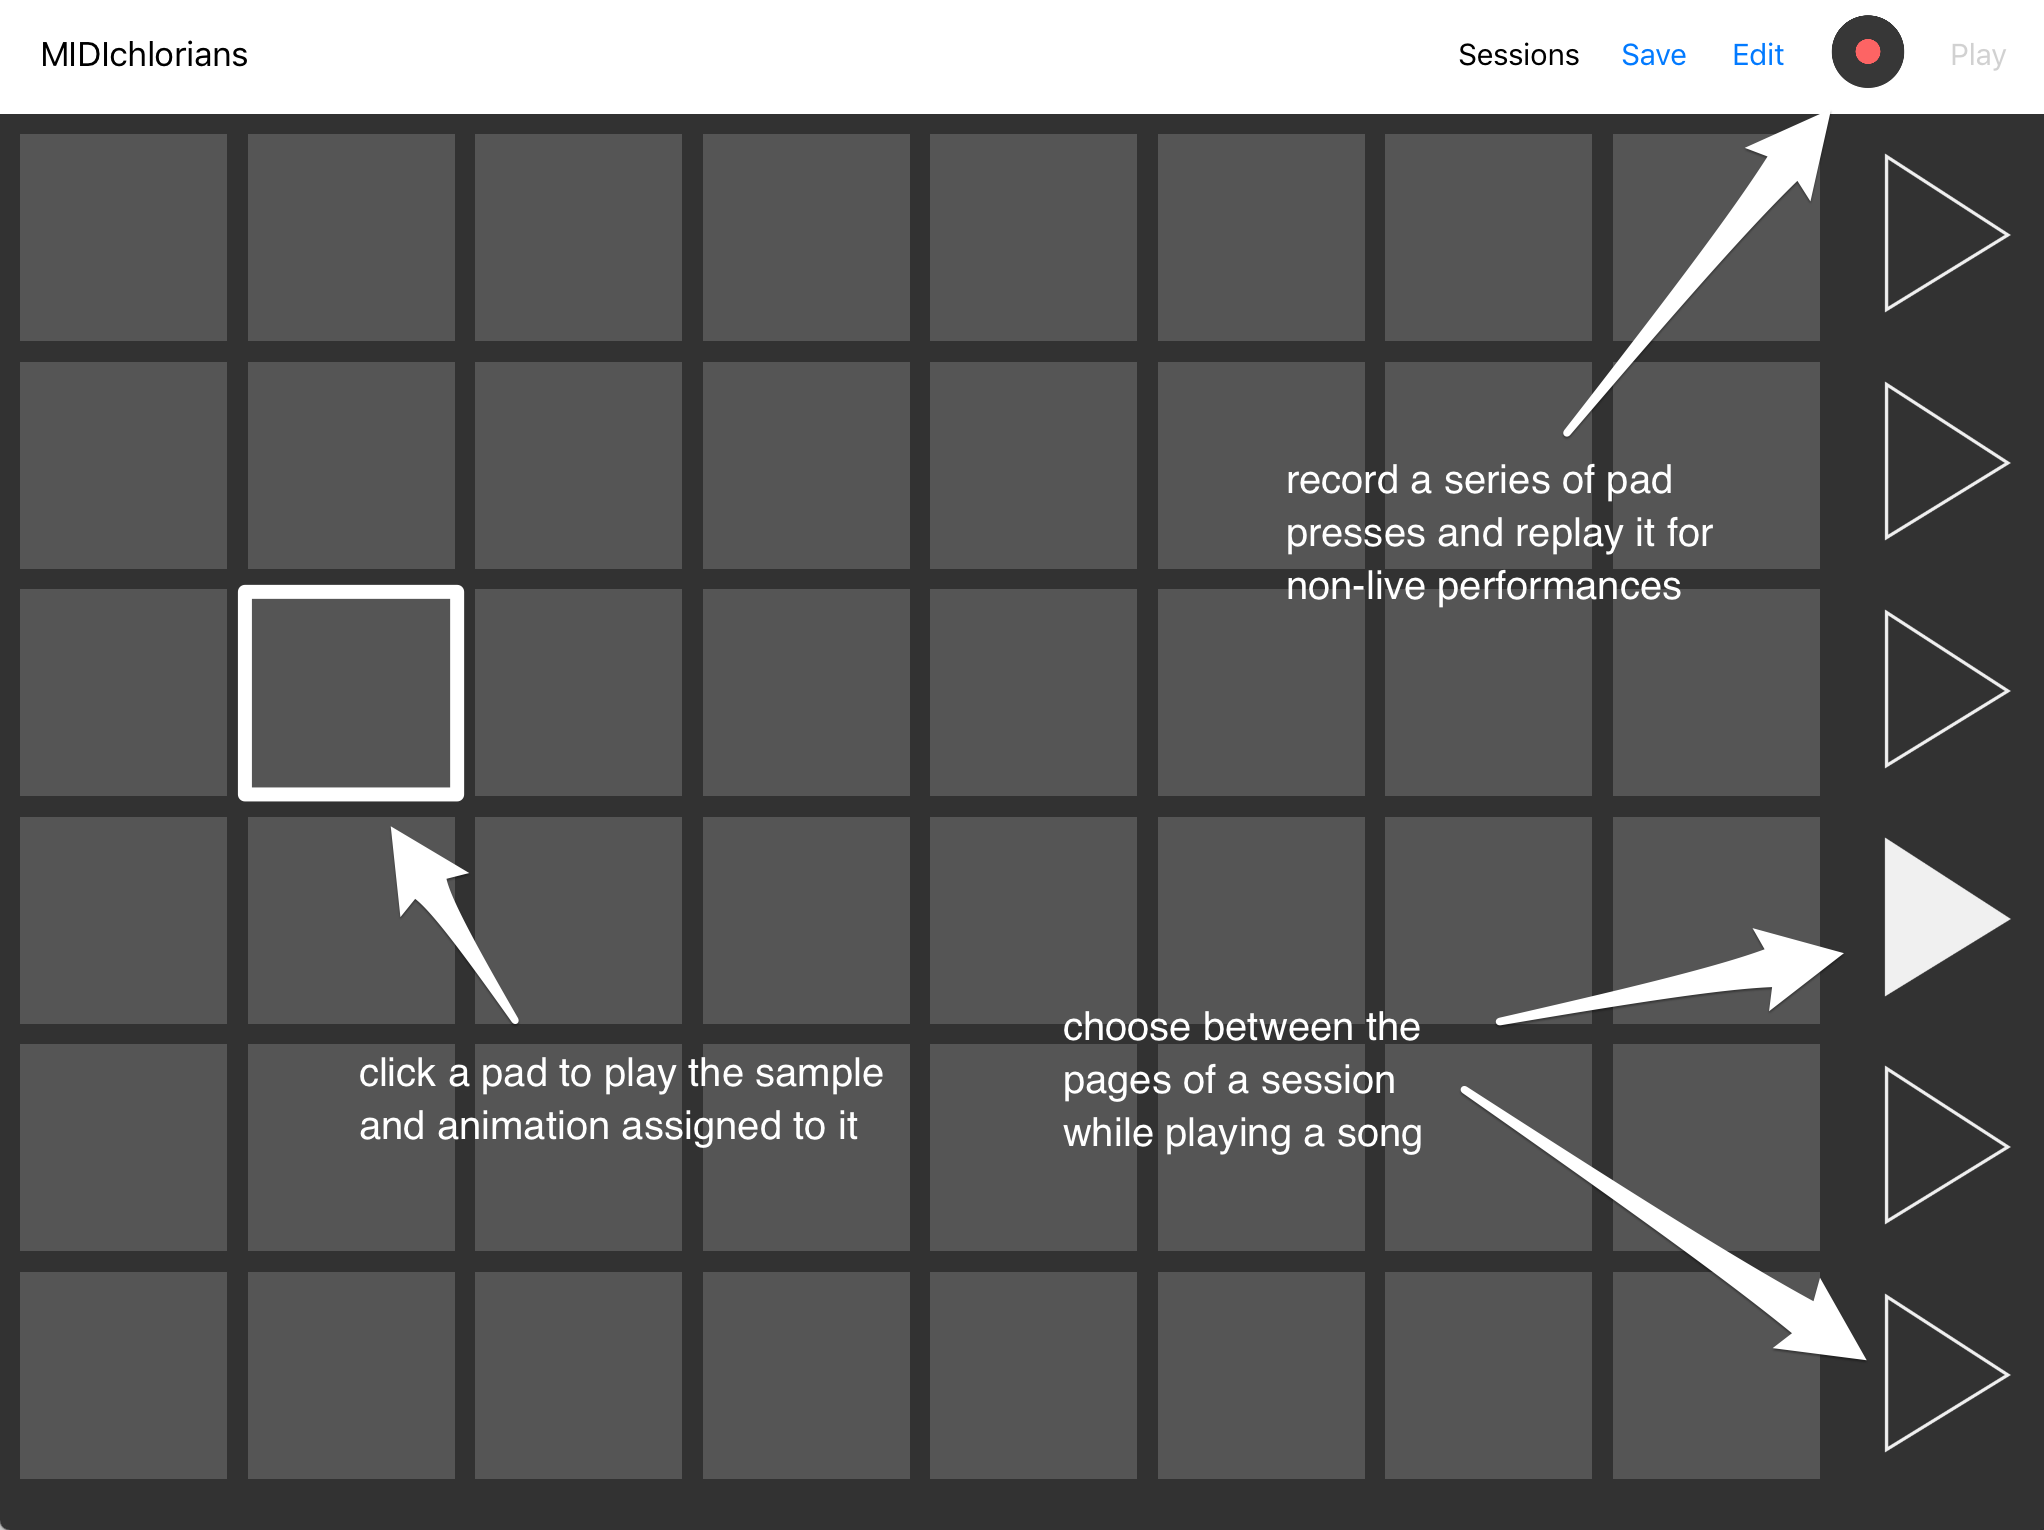 MIDIchlorians
Sessions Save Edit Play
record a series of pad
presses and replay it for
non-live performances
click a pad to play the sample
and animation assigned to it
choose between the
pages of a session
while playing a song